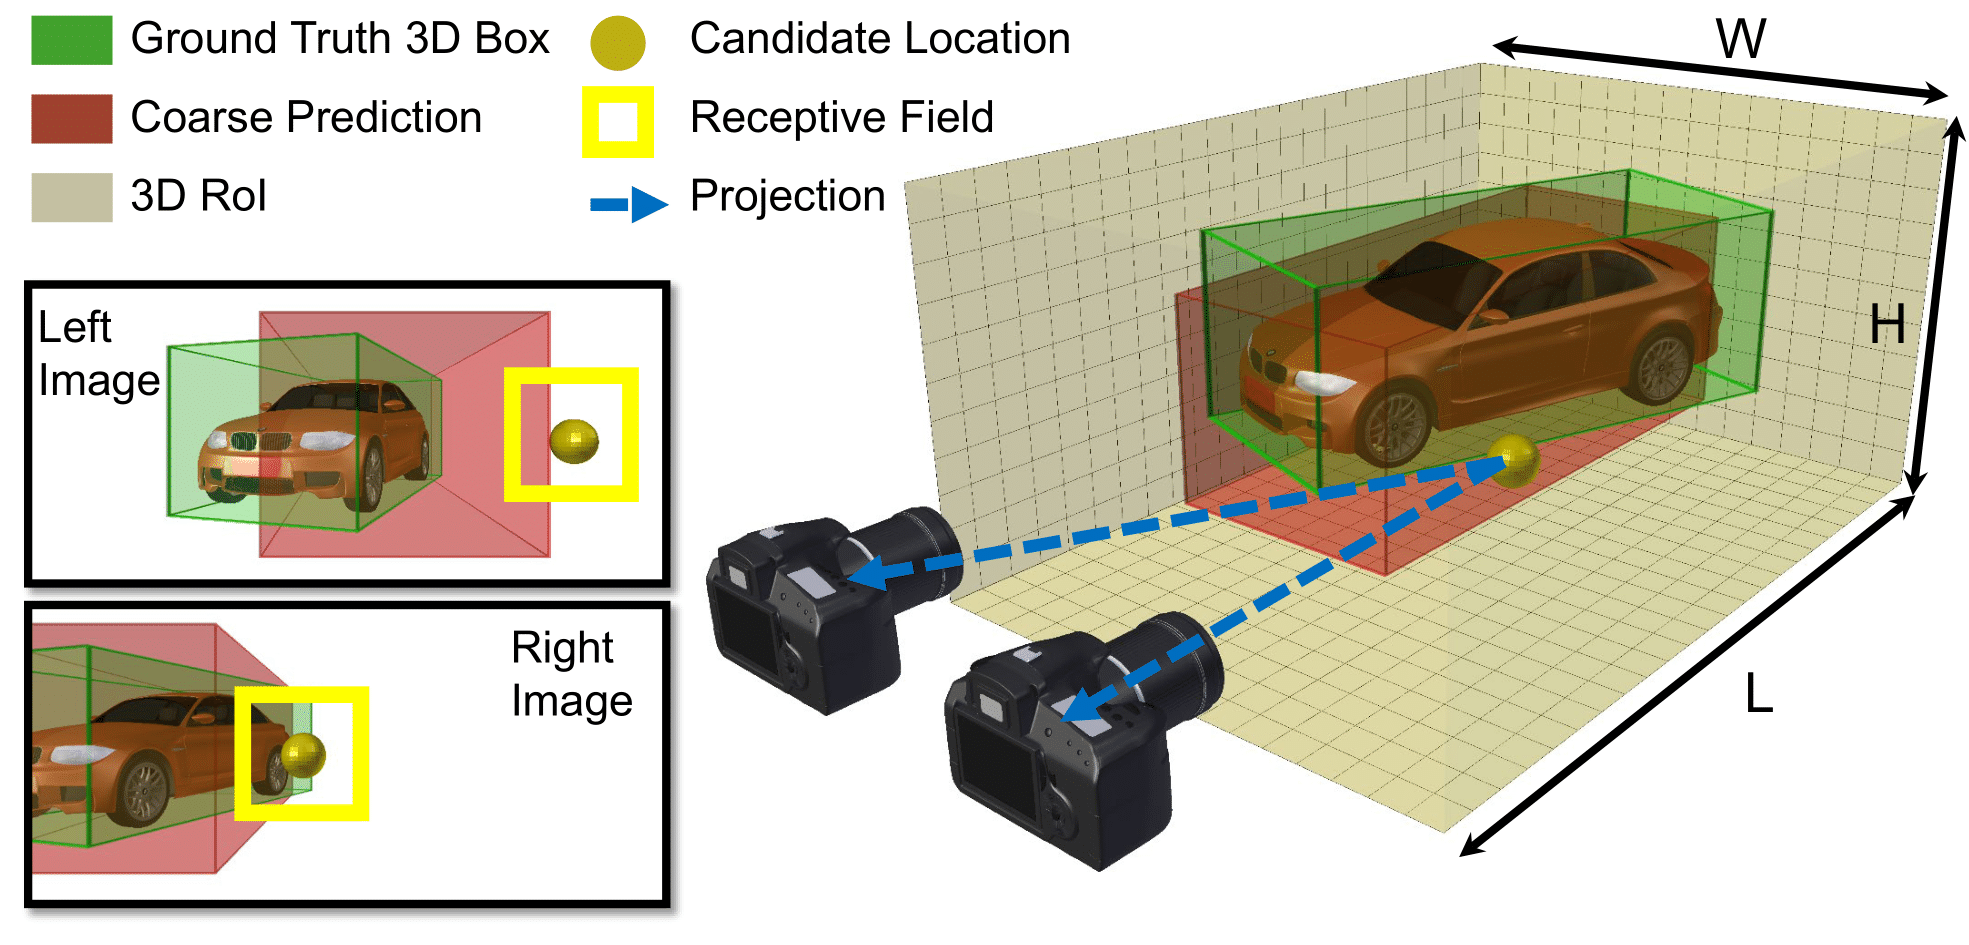 Ground Truth 3D Box
Candidate Location
Coarse Prediction
Receptive Field
3D RoI
Projection
W
H
L
Left
Image
Right
Image